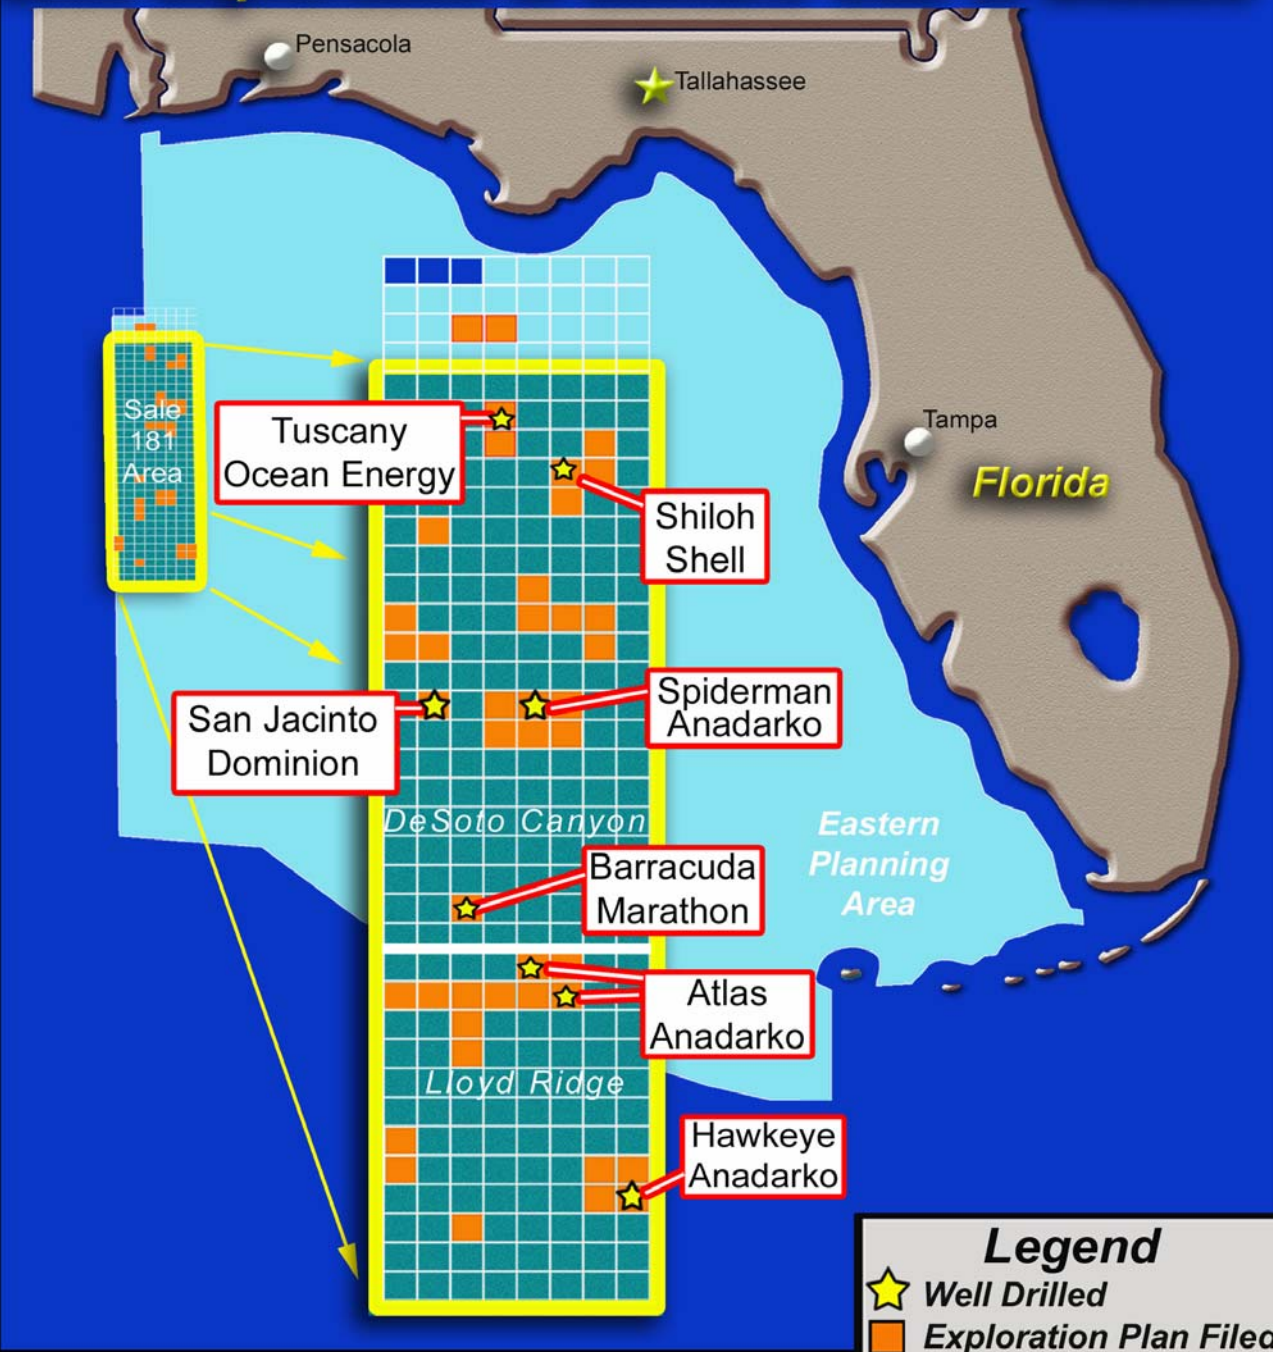 Pensacola
Tallahassee
Tampa
Florida
Sale
181
Area
Tuscany
Ocean Energy
Shiloh
Shell
Spiderman
Anadarko
San Jacinto
Dominion
DeSoto Canyon
Eastern
Planning
Area
Barracuda
Marathon
Atlas
Anadarko
Lloyd Ridge
Hawkeye
Anadarko
Legend
Well Drilled
Exploration Plan Filed